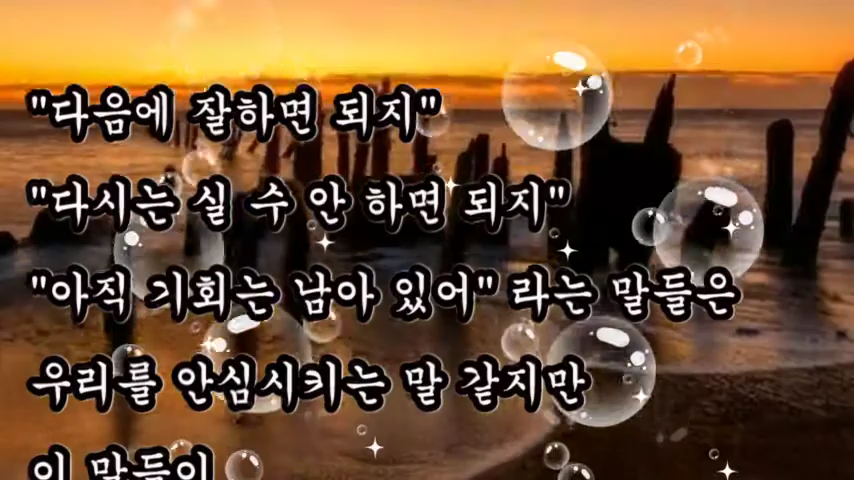 "다음에 잘하면 되지"
"다시는 실 수 안 하면 되지"
"아직 기회는 남아 있어" 라는 말들은
우리를 안심시키는 말 같지만
이 말들이